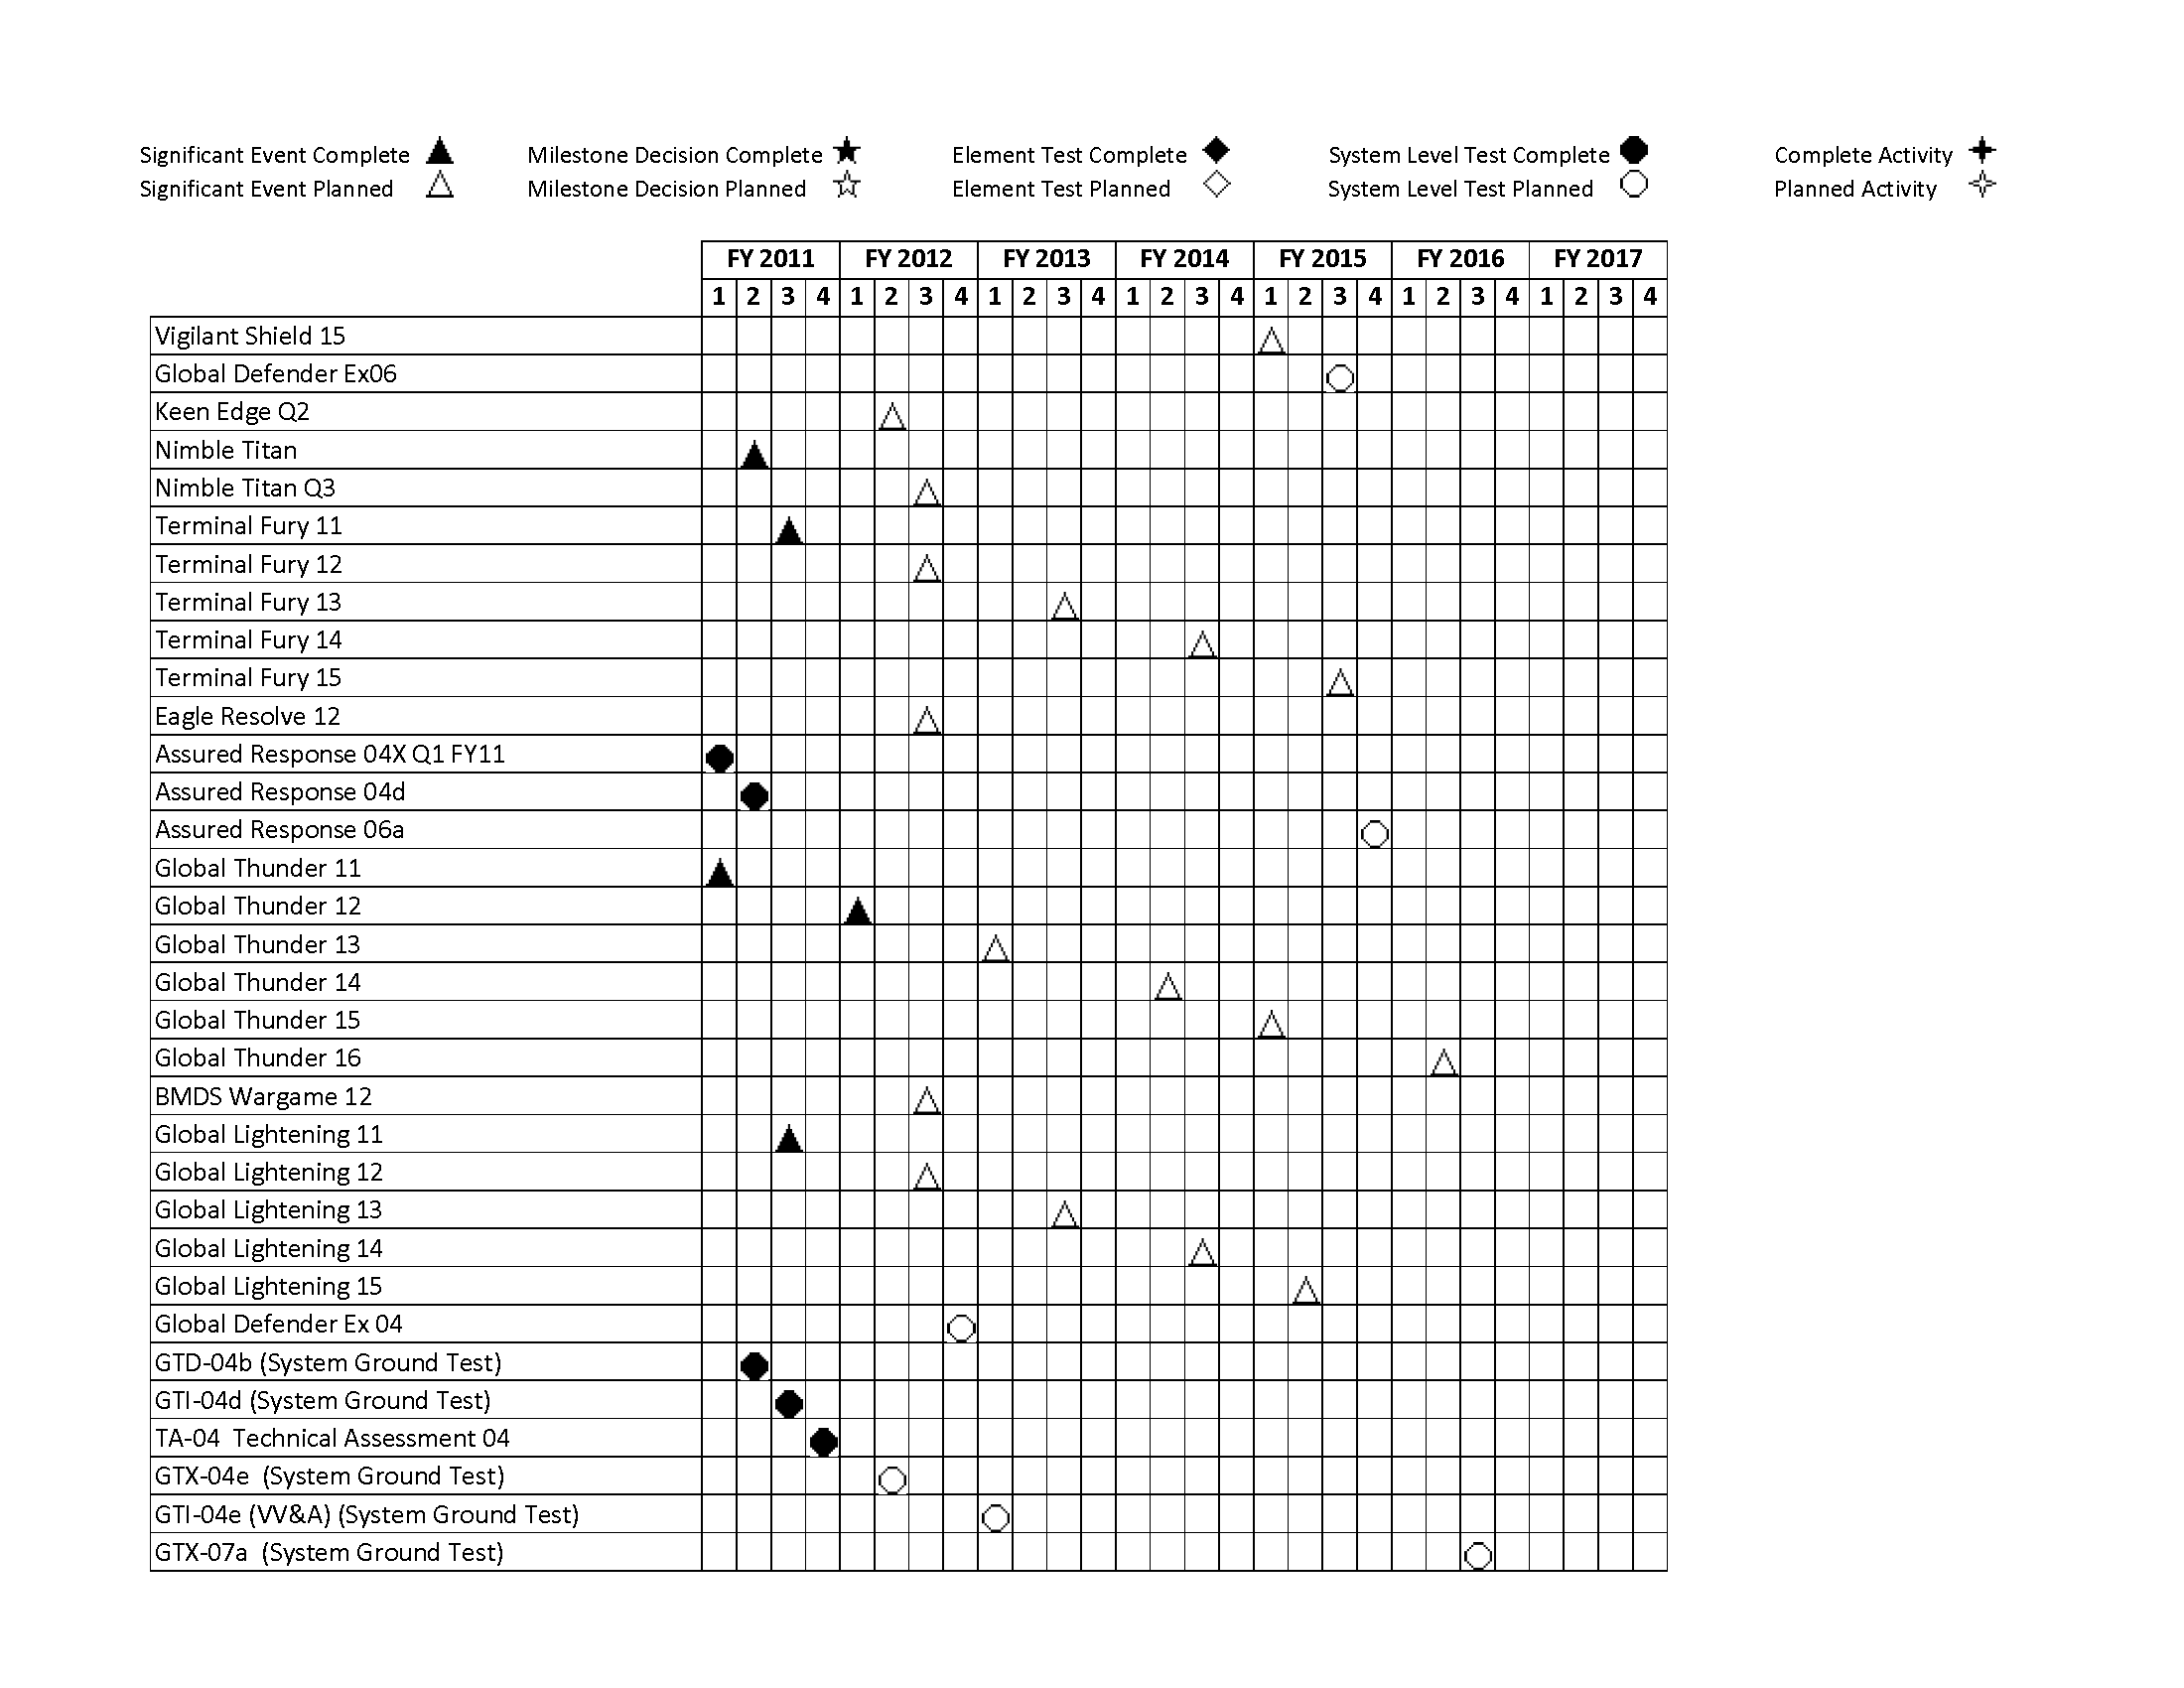 Significant Event Complete Milestone Decision Complete Element Test Complete System Level Test Complete Complete Activity
Significant Event Planned Milestone Decision Planned Element Test Planned System Level Test Planned Planned Activity
FY 2011 FY 2012 FY 2013 FY 2014 FY 2015 FY 2016 FY 2017
1 2 3 4 1 2 3 4 1 2 3 4 1 2 3 4 1 2 3 4 1 2 3 4 1 2 3 4
Vigilant Shield 15
Global Defender Ex06
Keen Edge Q2
Nimble Titan
Nimble Titan Q3
Terminal Fury 11
Terminal Fury 12
Terminal Fury 13
Terminal Fury 14
Terminal Fury 15
Eagle Resolve 12
Assured Response 04X Q1 FY11
Assured Response 04d
Assured Response 06a
Global Thunder 11
Global Thunder 12
Global Thunder 13
Global Thunder 14
Global Thunder 15
Global Thunder 16
BMDS Wargame 12
Global Lightening 11
Global Lightening 12
Global Lightening 13
Global Lightening 14
Global Lightening 15
Global Defender Ex 04
GTD-04b (System Ground Test)
GTI-04d (System Ground Test)
TA-04 Technical Assessment 04
GTX-04e (System Ground Test)
GTI-04e (VV&A) (System Ground Test)
GTX-07a (System Ground Test)